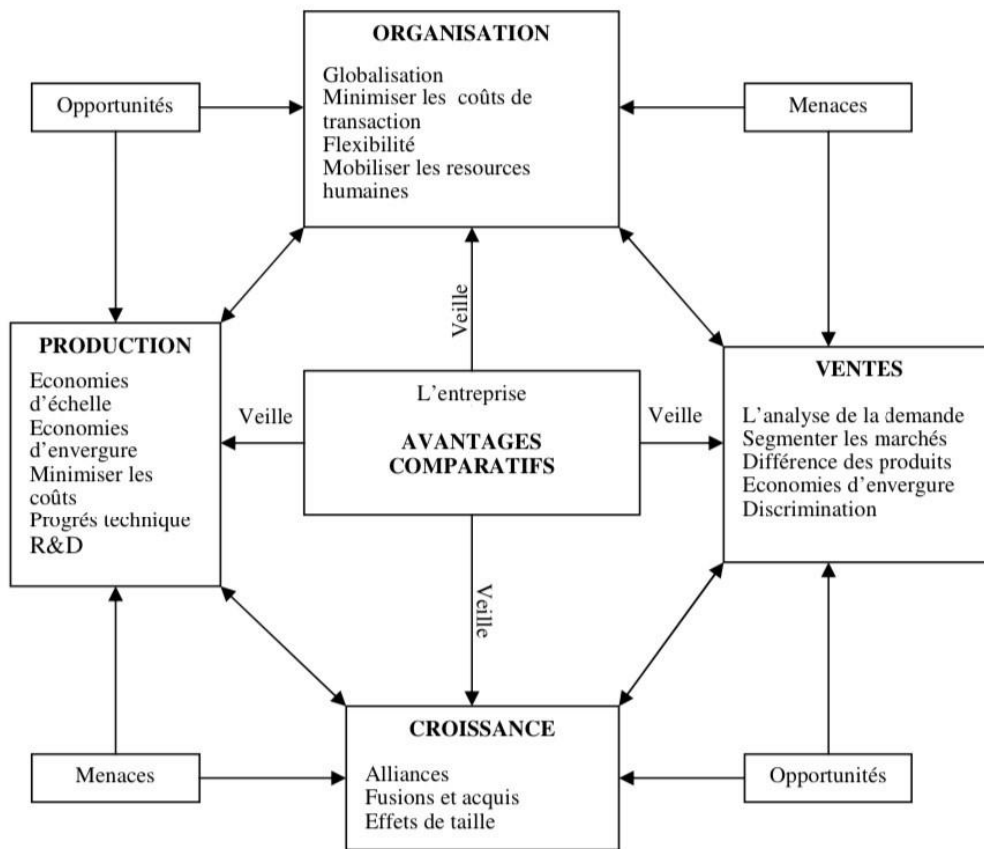 ORGANISATION
Globalisation
Minimiser les coûts de
transaction
Flexibilité
Mobiliser les resources
humaines
Opportunités
Menaces
Veille
PRODUCTION
Economies
d'échelle
Economies
d'envergure
Minimiser les
coûts
Progrés technique
R&D
Veille
L'entreprise
AVANTAGES
COMPARATIFS
Veille
VENTES
L'analyse de la demande
Segmenter les marchés
Différence des produits
Economies d'envergure
Discrimination
Veille
CROISSANCE
Alliances
Fusions et acquis
Effets de taille
Menaces
Opportunités